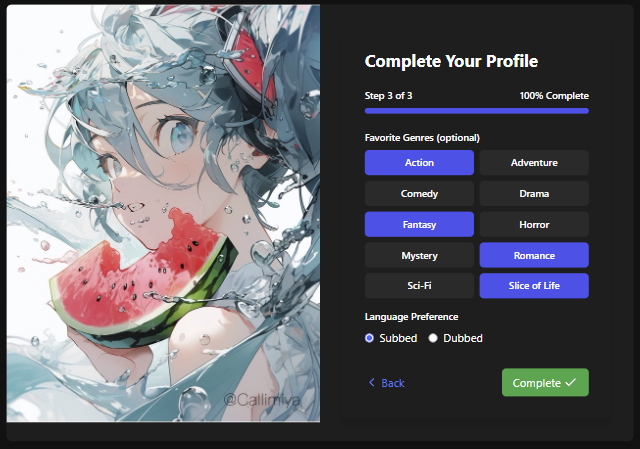 Complete Your Profile
Step 3 of 3 100% Complete
Favorite Genres (optional)
Action Adventure
Comedy Drama
Fantasy Horror
Mystery Romance
Sci-Fi Slice of Life
Language Preference
Subbed Dubbed
Back Complete
@Callimiya